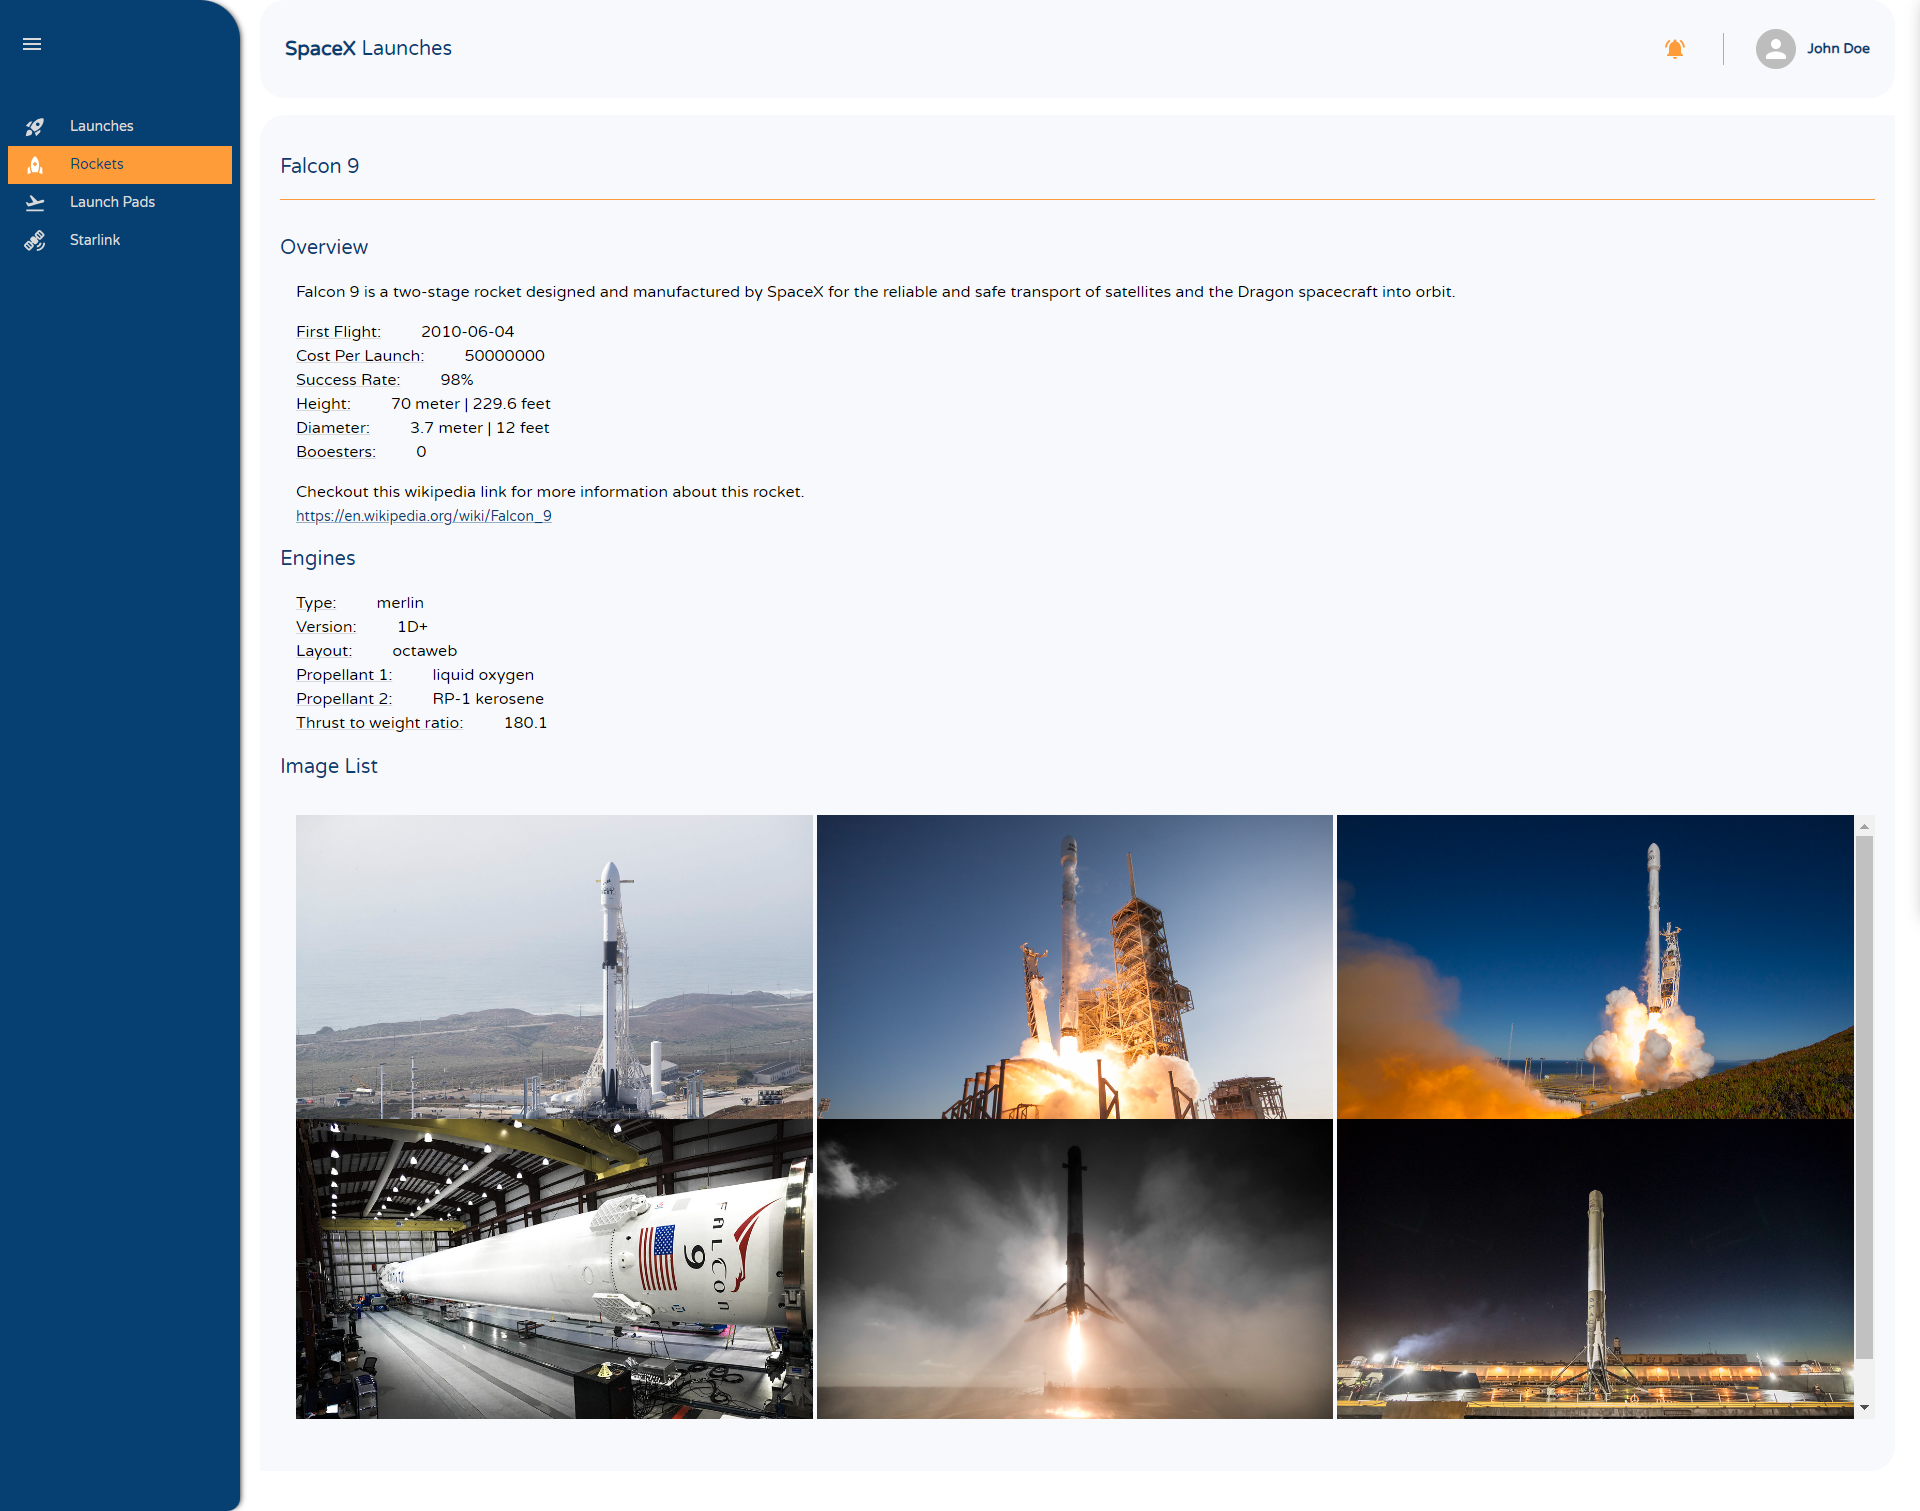 SpaceX Launches
John Doe
Launches
Rockets
Launch Pads
Starlink
Falcon 9
Overview
Falcon 9 is a two-stage rocket designed and manufactured by SpaceX for the reliable and safe transport of satellites and the Dragon spacecraft into orbit.
First Flight: 2010-06-04
Cost Per Launch: 50000000
Success Rate: 98%
Height: 70 meter | 229.6 feet
Diameter: 3.7 meter | 12 feet
Booesters: 0
Checkout this wikipedia link for more information about this rocket.
https://en.wikipedia.org/wiki/Falcon_9
Engines
Type: merlin
Version: 1D+
Layout: octaweb
Propellant 1: liquid oxygen
Propellant 2: RP-1 kerosene
Thrust to weight ratio: 180.1
Image List
FALCON
9